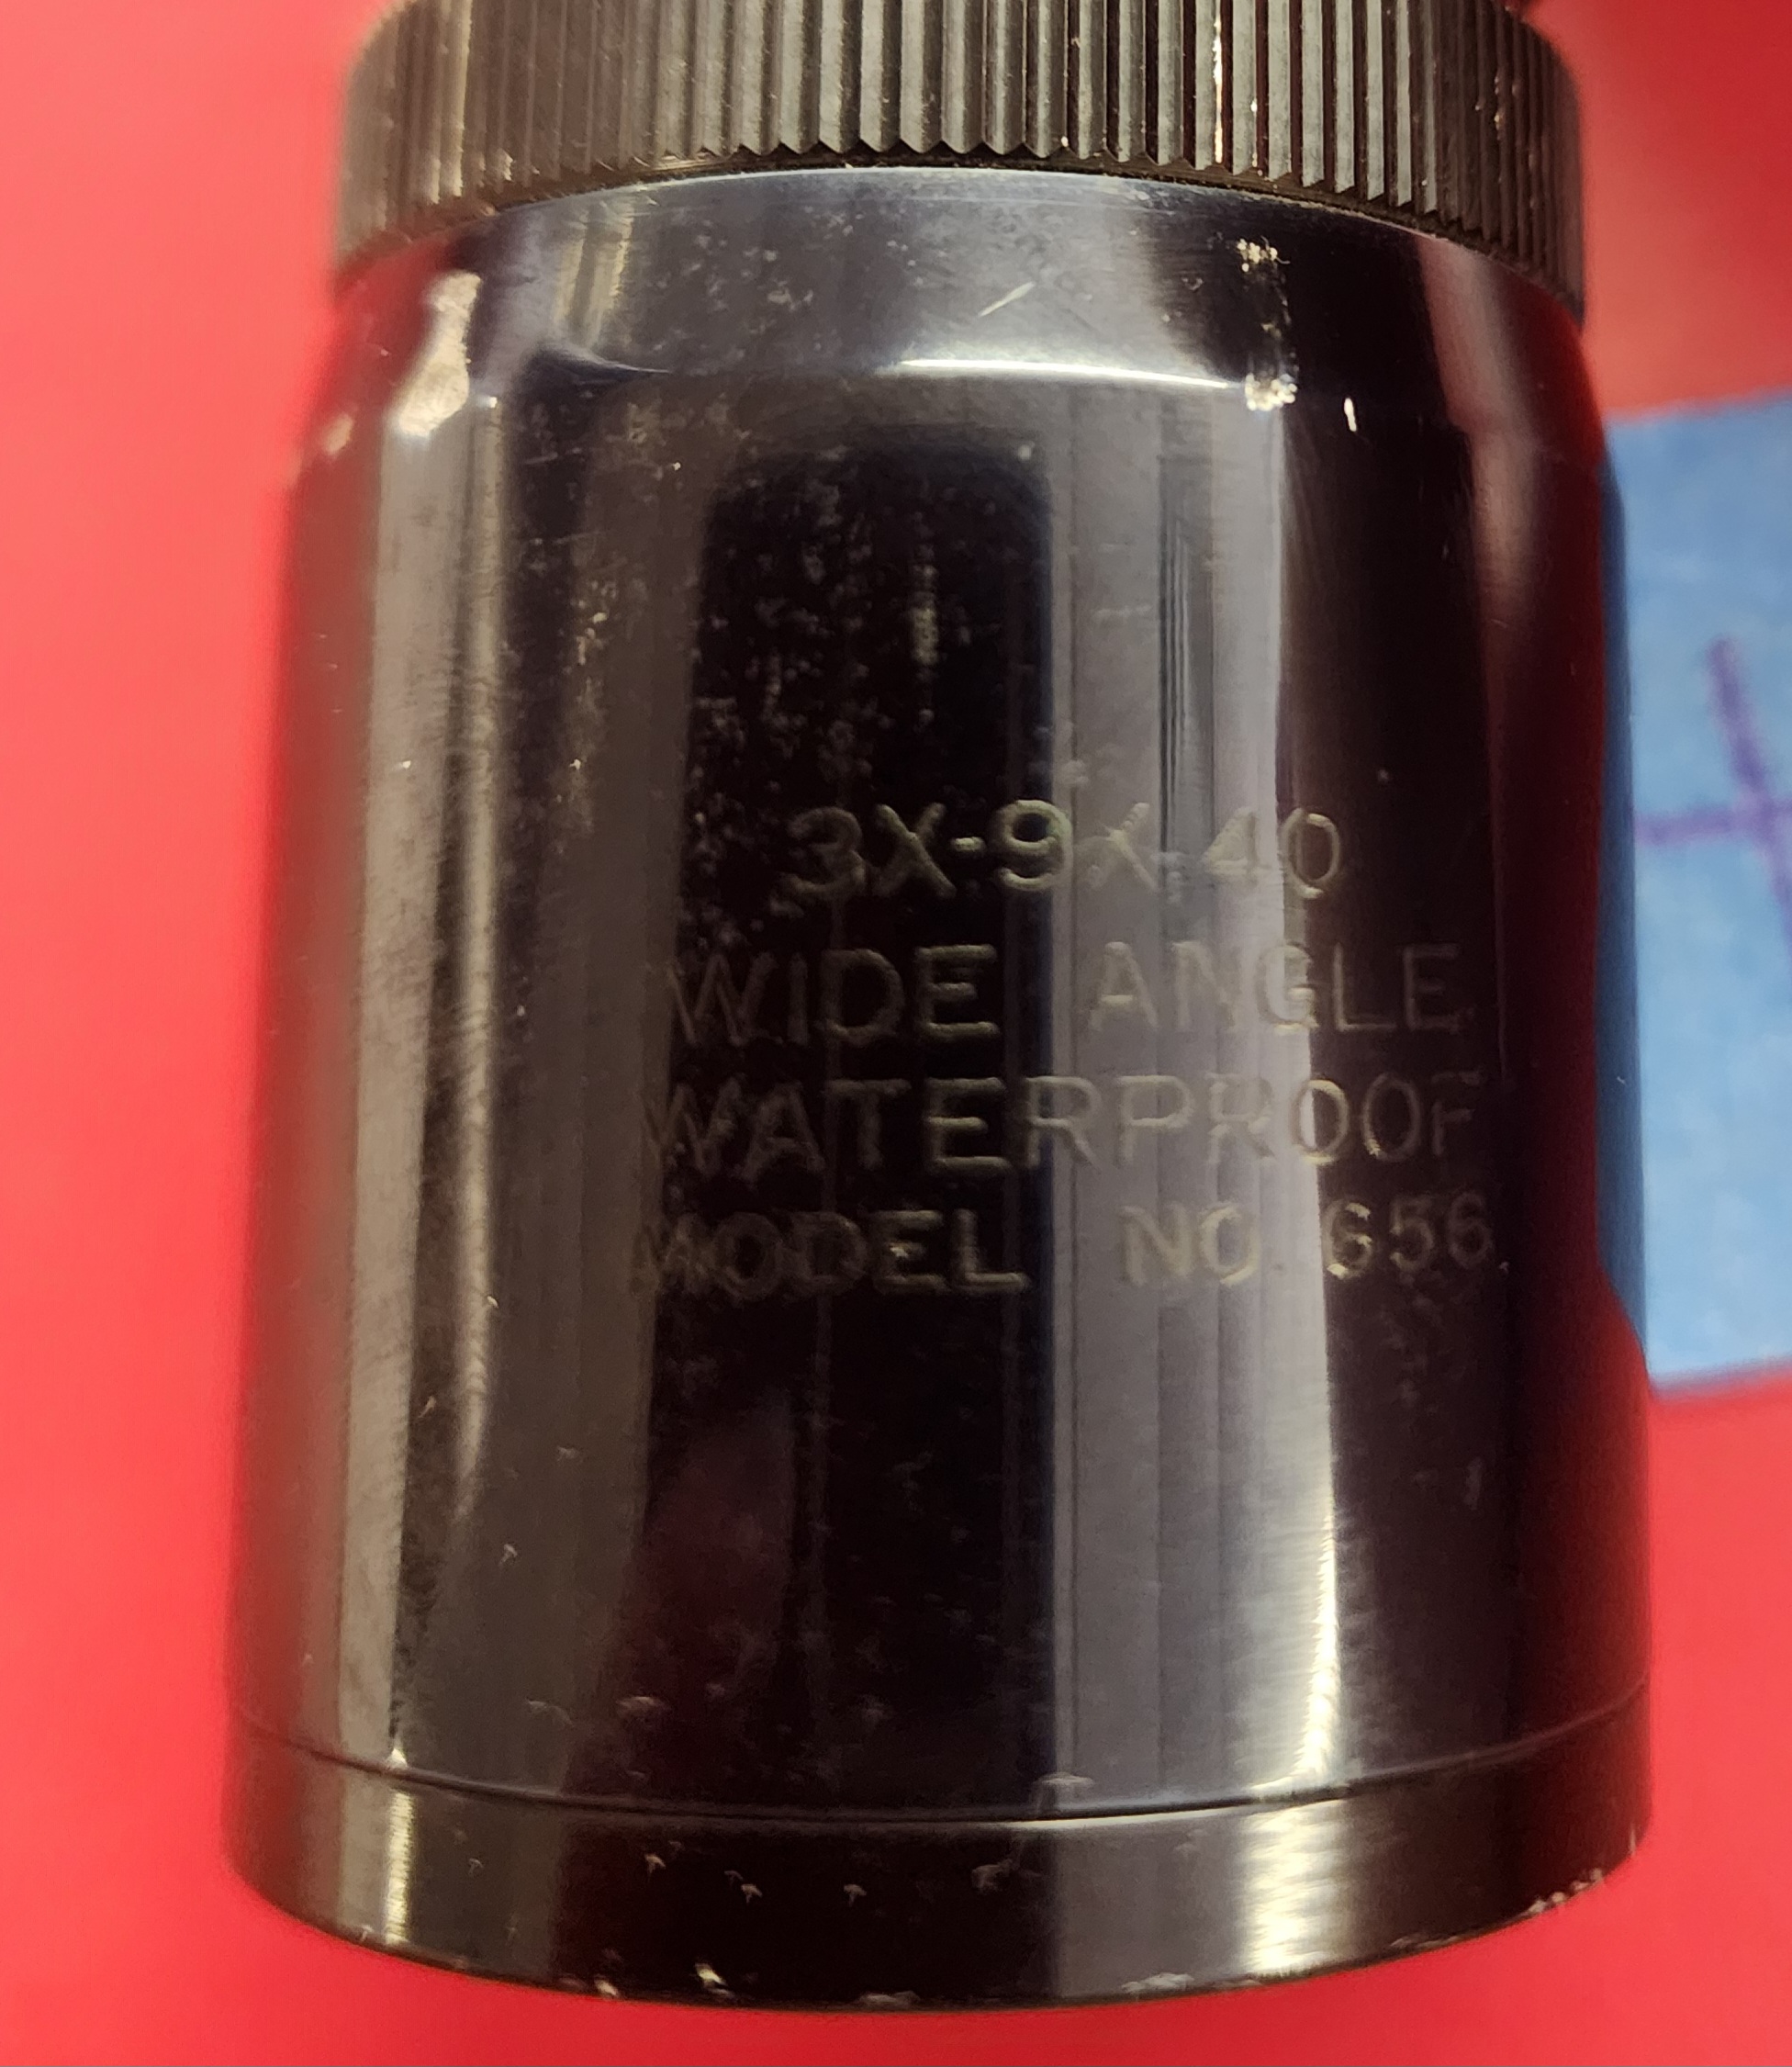 3X-9X 40
WIDE ANGLE
WATERPROOF
MODEL NO 656